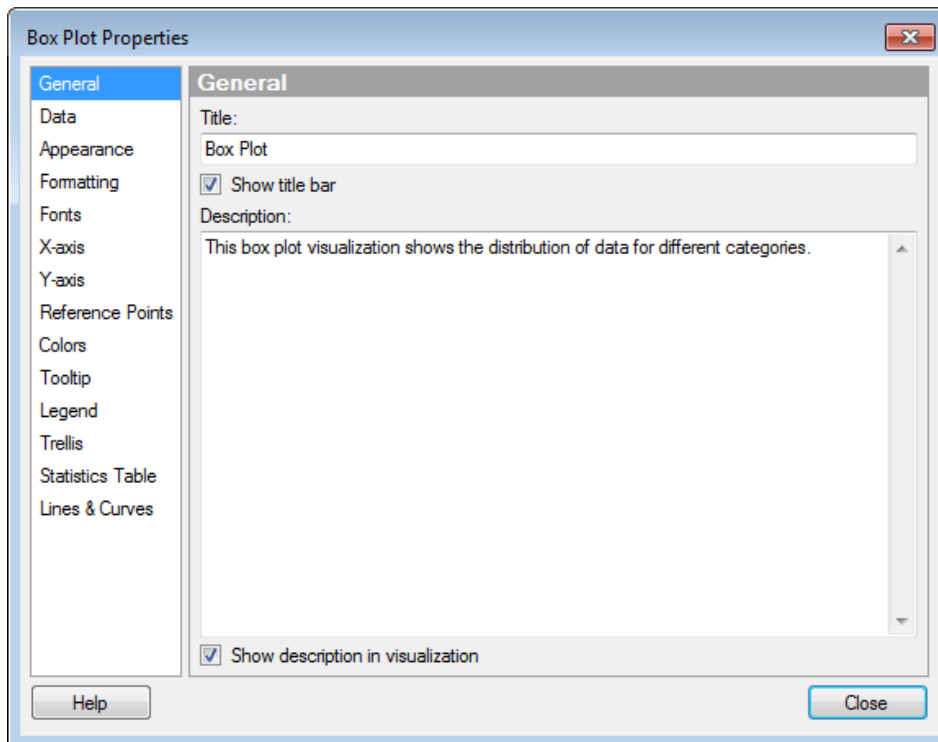 Box Plot Properties
General
Data
Appearance
Formatting
Fonts
X-axis
Y-axis
Reference Points
Colors
Tooltip
Legend
Trellis
Statistics Table
Lines & Curves
General
Title:
Box Plot
Show title bar
Description:
This box plot visualization shows the distribution of data for different categories.
Show description in visualization
Help
Close